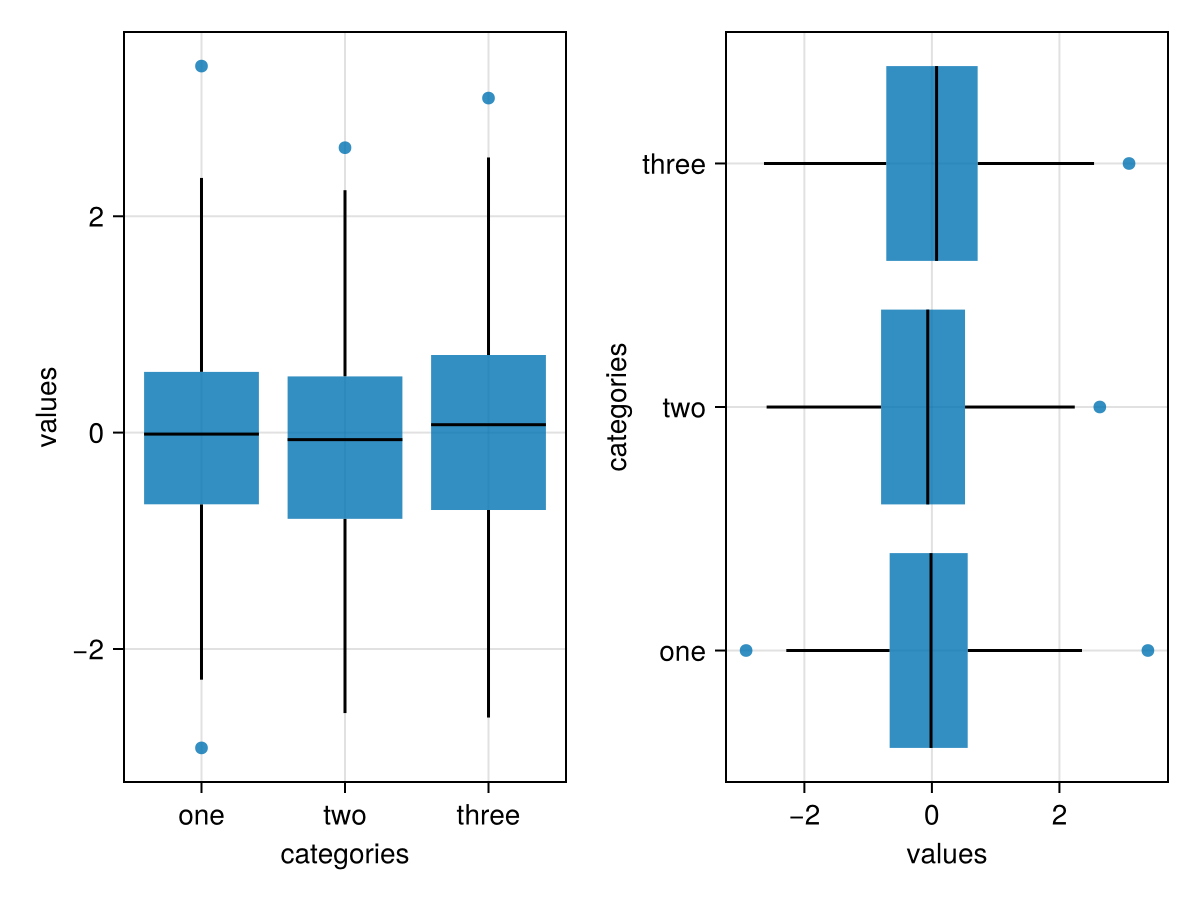 values
2
0
−2
one two three
categories
categories
three
two
one
−2 0 2
values